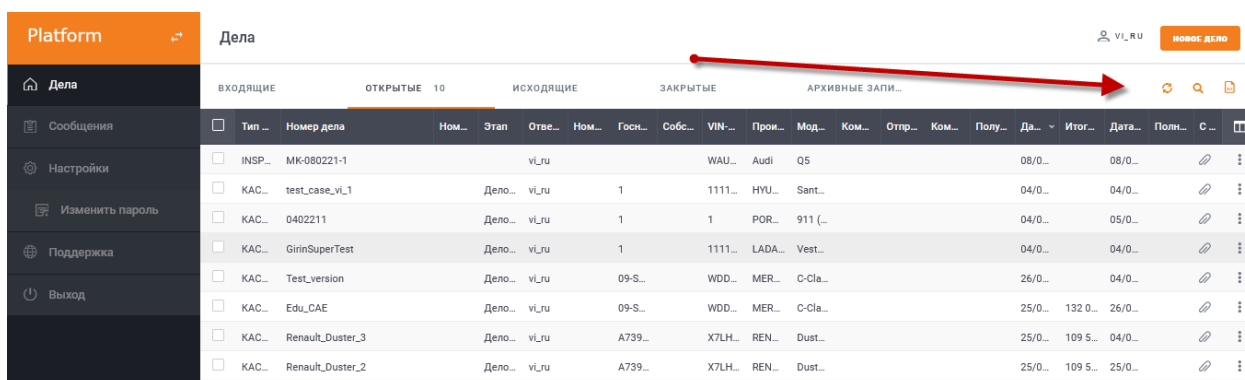 Platform
Дела
VI_RU
НОВОЕ ДЕЛО
Дела
Сообщения
Настройки
Изменить пароль
Поддержка
Выход
ВХОДЯЩИЕ ОТКРЫТЫЕ 10 ИСХОДЯЩИЕ ЗАКРЫТЫЕ АРХИВНЫЕ ЗАПИ...
Тип ... Номер дела Ном... Этап Отве... Ном... Госн... Собс... VIN-... Прои... Мод... Ком... Отпр... Ком... Полу... Да... Итог... Дата... Полн... С ...
INSP... MK-080221-1 vi_ru WAU... Audi Q5 08/0... 08/0...
KAC... test_case_vi_1 Дело... vi_ru 1 1111... HYU... Sant... 04/0... 04/0...
KAC... 0402211 Дело... vi_ru 1 1 POR... 911 (... 04/0... 05/0...
KAC... GirinSuperTest Дело... vi_ru 1 1111... LADA... Vest... 04/0... 04/0...
KAC... Test_version Дело... vi_ru 09-S... WDD... MER... C-Cla... 26/0... 04/0...
KAC... Edu_CAE Дело... vi_ru 09-S... WDD... MER... C-Cla... 25/0... 132 0... 26/0...
KAC... Renault_Duster_3 Дело... vi_ru A739... X7LH... REN... Dust... 25/0... 109 5... 04/0...
KAC... Renault_Duster_2 Дело... vi_ru A739... X7LH... REN... Dust... 25/0... 109 5... 25/0...